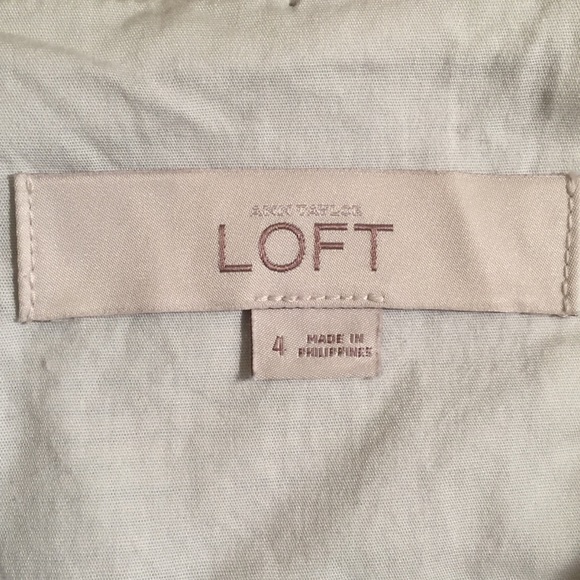 ANN TAYLOR
LOFT
4
MADE IN
PHILIPPINES